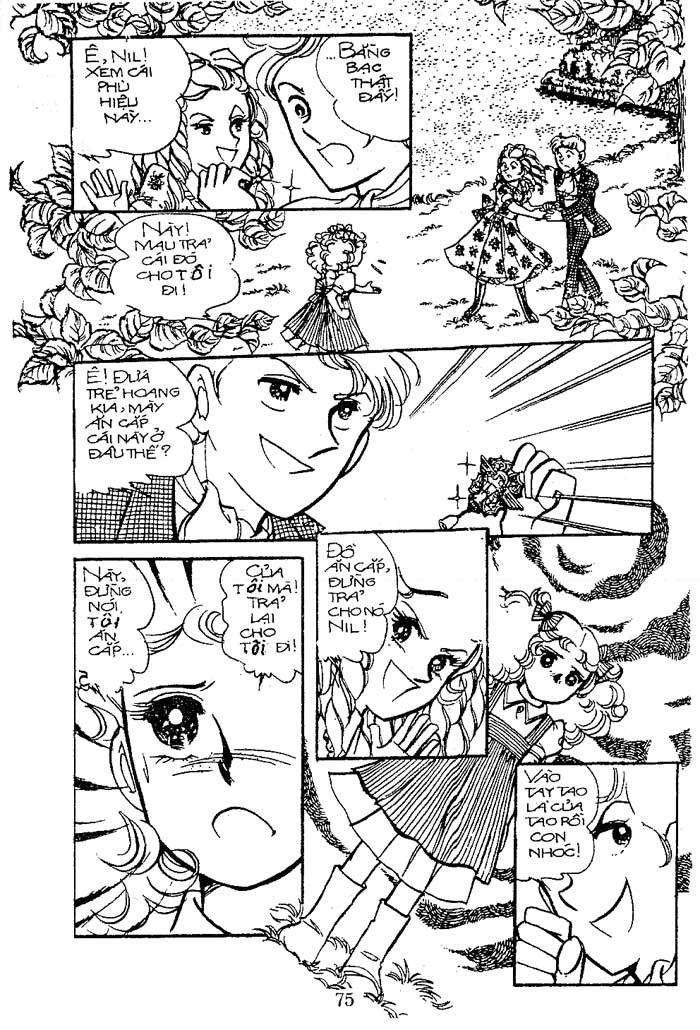 Ê, NIL!
XEM CÁI
PHÙ
HIỆU
NÀY...
...BẰNG
BẠC
THẬT
ĐẤY!
NÀY!
MAU TRẢ
CÁI ĐÓ
CHO TÔI
ĐI!
Ê! ĐỨA
TRẺ HOANG
KIA, MÀY
ĂN CẮP
CÁI NÀY Ở
ĐÂU THẾ?
NÀY,
ĐỪNG
NÓI
TÔI
ĂN
CẮP...
CỦA
TÔI MÀ!
TRẢ
LẠI
CHO
TÔI ĐI!
ĐỒ
ĂN CẮP,
ĐỪNG
TRẢ
CHO NÓ
NIL!
VÀO
TAY TAO
LÀ CỦA
TAO RỒI
CON
NHÓC!
75